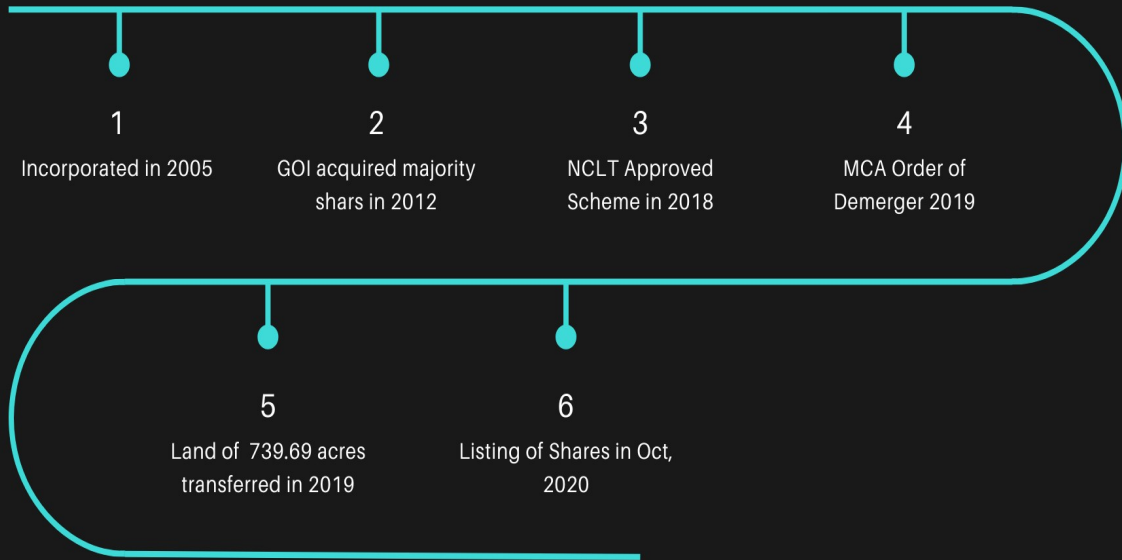 1
Incorporated in 2005
2
GOI acquired majority
shars in 2012
3
NCLT Approved
Scheme in 2018
4
MCA Order of
Demerger 2019
5
Land of 739.69 acres
transferred in 2019
6
Listing of Shares in Oct,
2020